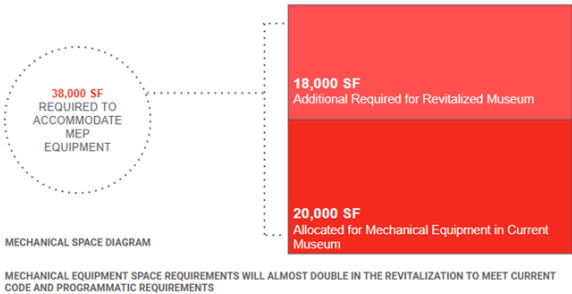 38,000 SF
REQUIRED TO
ACCOMMODATE
MEP
EQUIPMENT
18,000 SF
Additional Required for Revitalized Museum
20,000 SF
Allocated for Mechanical Equipment in Current
Museum
MECHANICAL SPACE DIAGRAM
MECHANICAL EQUIPMENT SPACE REQUIREMENTS WILL ALMOST DOUBLE IN THE REVITALIZATION TO MEET CURRENT
CODE AND PROGRAMMATIC REQUIREMENTS